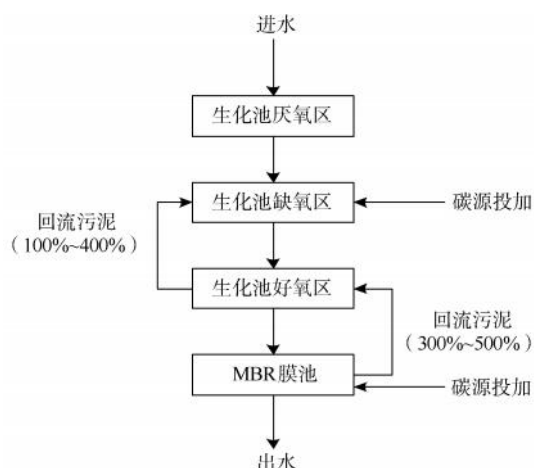 进水
生化池厌氧区
生化池缺氧区
碳源投加
回流污泥
（100%~400%）
生化池好氧区
回流污泥
（300%~500%）
MBR膜池
碳源投加
出水